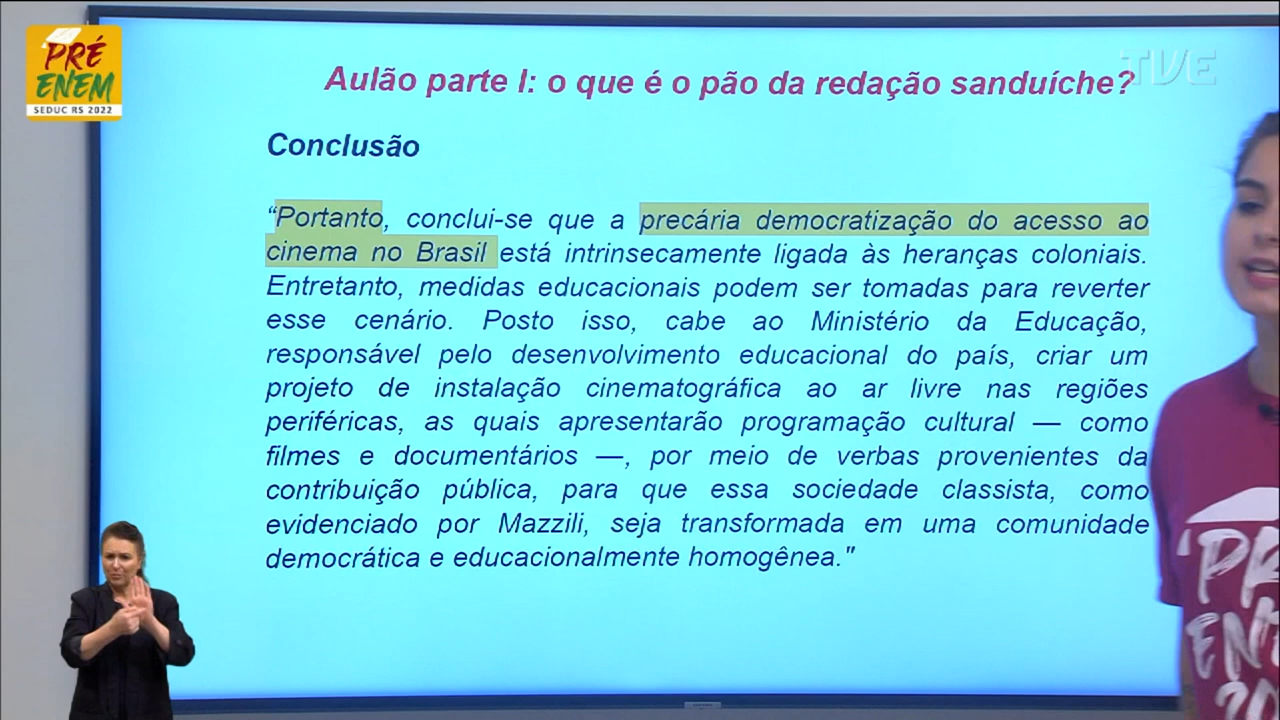 PRÉ
ENEM
SEDUC RS 2022
TVE
Aulão parte I: o que é o pão da redação sanduíche?
Conclusão
“Portanto, conclui-se que a precária democratização do acesso ao
cinema no Brasil está intrinsecamente ligada às heranças coloniais.
Entretanto, medidas educacionais podem ser tomadas para reverter
esse cenário. Posto isso, cabe ao Ministério da Educação,
responsável pelo desenvolvimento educacional do país, criar um
projeto de instalação cinematográfica ao ar livre nas regiões
periféricas, as quais apresentarão programação cultural — como
filmes e documentários —, por meio de verbas provenientes da
contribuição pública, para que essa sociedade classista, como
evidenciado por Mazzili, seja transformada em uma comunidade
democrática e educacionalmente homogênea."